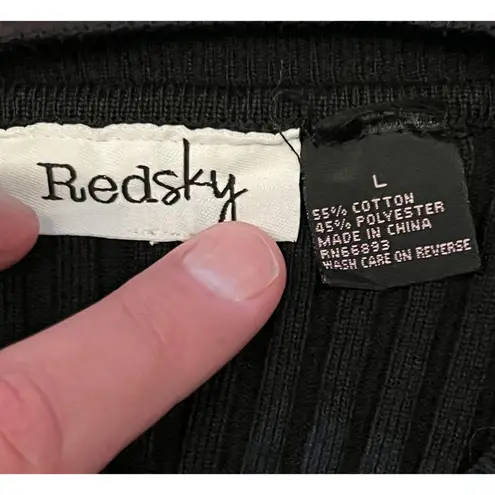 Redsky
L
55% COTTON
45% POLYESTER
MADE IN CHINA
RN66893
WASH CARE ON REVERSE